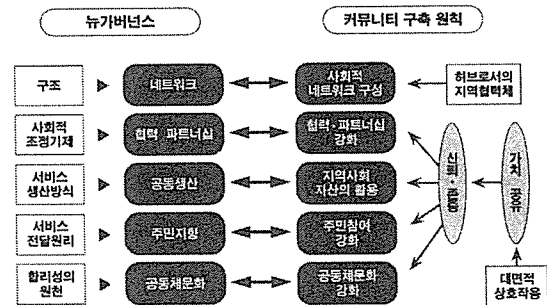 뉴가버넌스
커뮤니티 구축 원칙
구조
네트워크
사회적
네트워크 구성
허브로서의
지역협력체
사회적
조정기제
협력·파트너십
협력·파트너십
강화
서비스
생산방식
공동생산
지역사회
자산의 활용
신뢰·존중
가치 공유
서비스
전달원리
주민지향
주민참여
강화
합리성의
원천
공동체문화
공동체문화
강화
대면적
상호작용